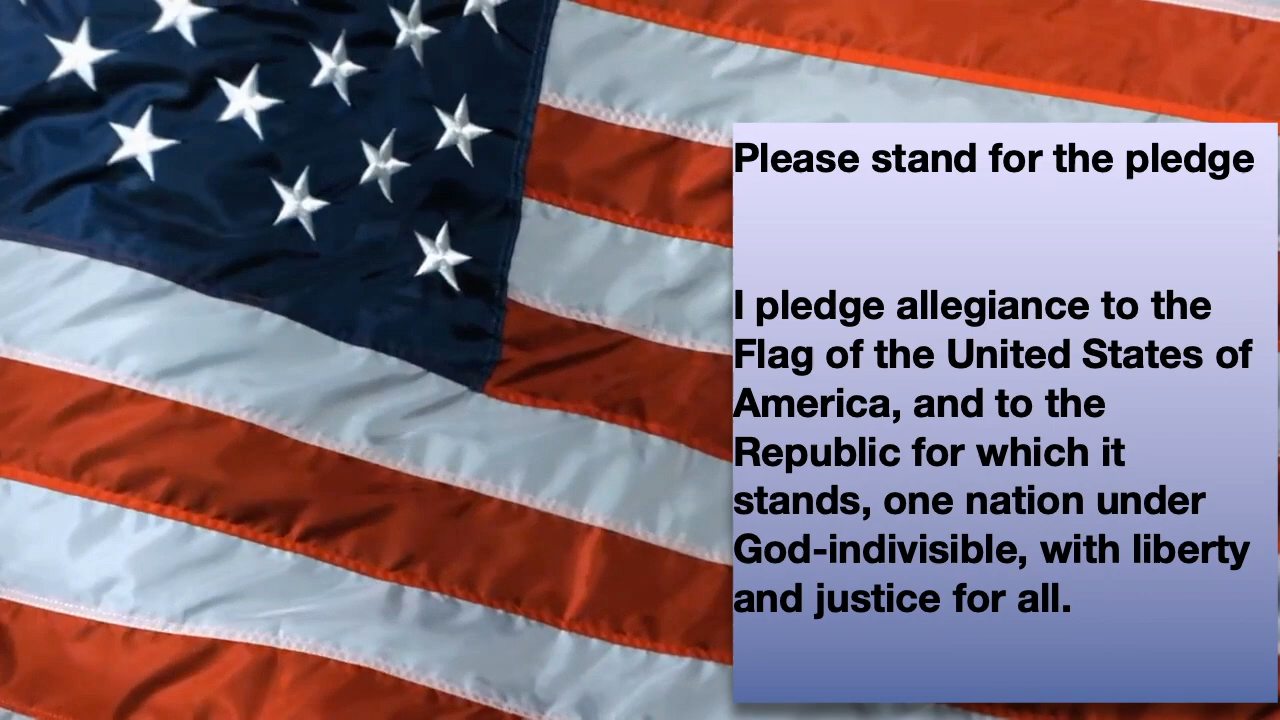 Please stand for the pledge
I pledge allegiance to the
Flag of the United States of
America, and to the
Republic for which it
stands, one nation under
God-indivisible, with liberty
and justice for all.